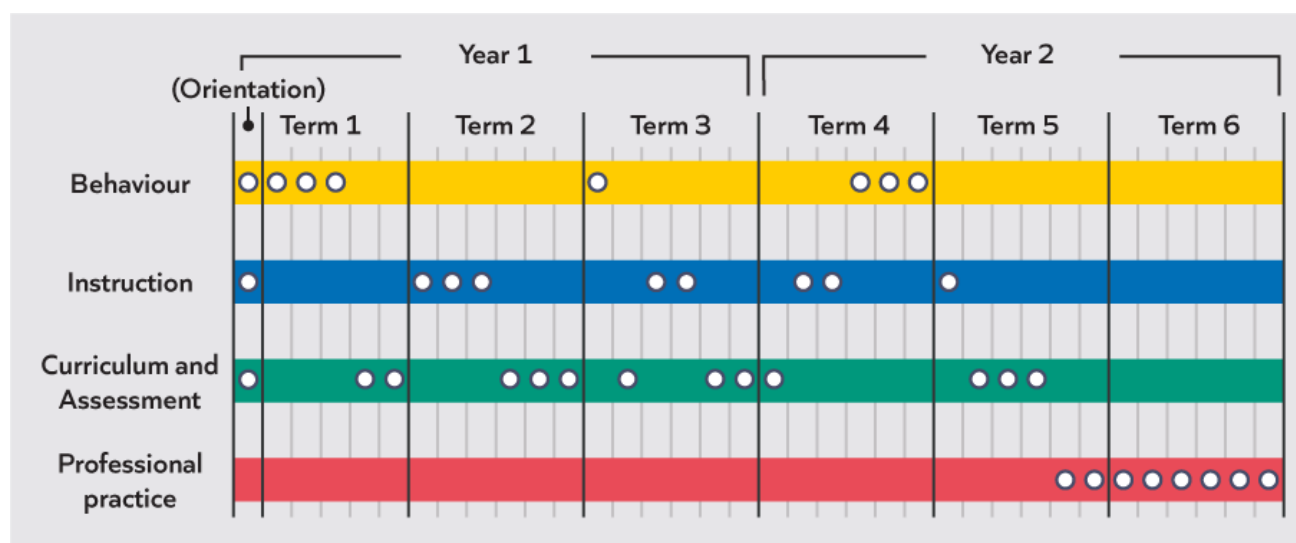 Year 1
Year 2
(Orientation)
Term 1
Term 2
Term 3
Term 4
Term 5
Term 6
Behaviour
Instruction
Curriculum and
Assessment
Professional
practice